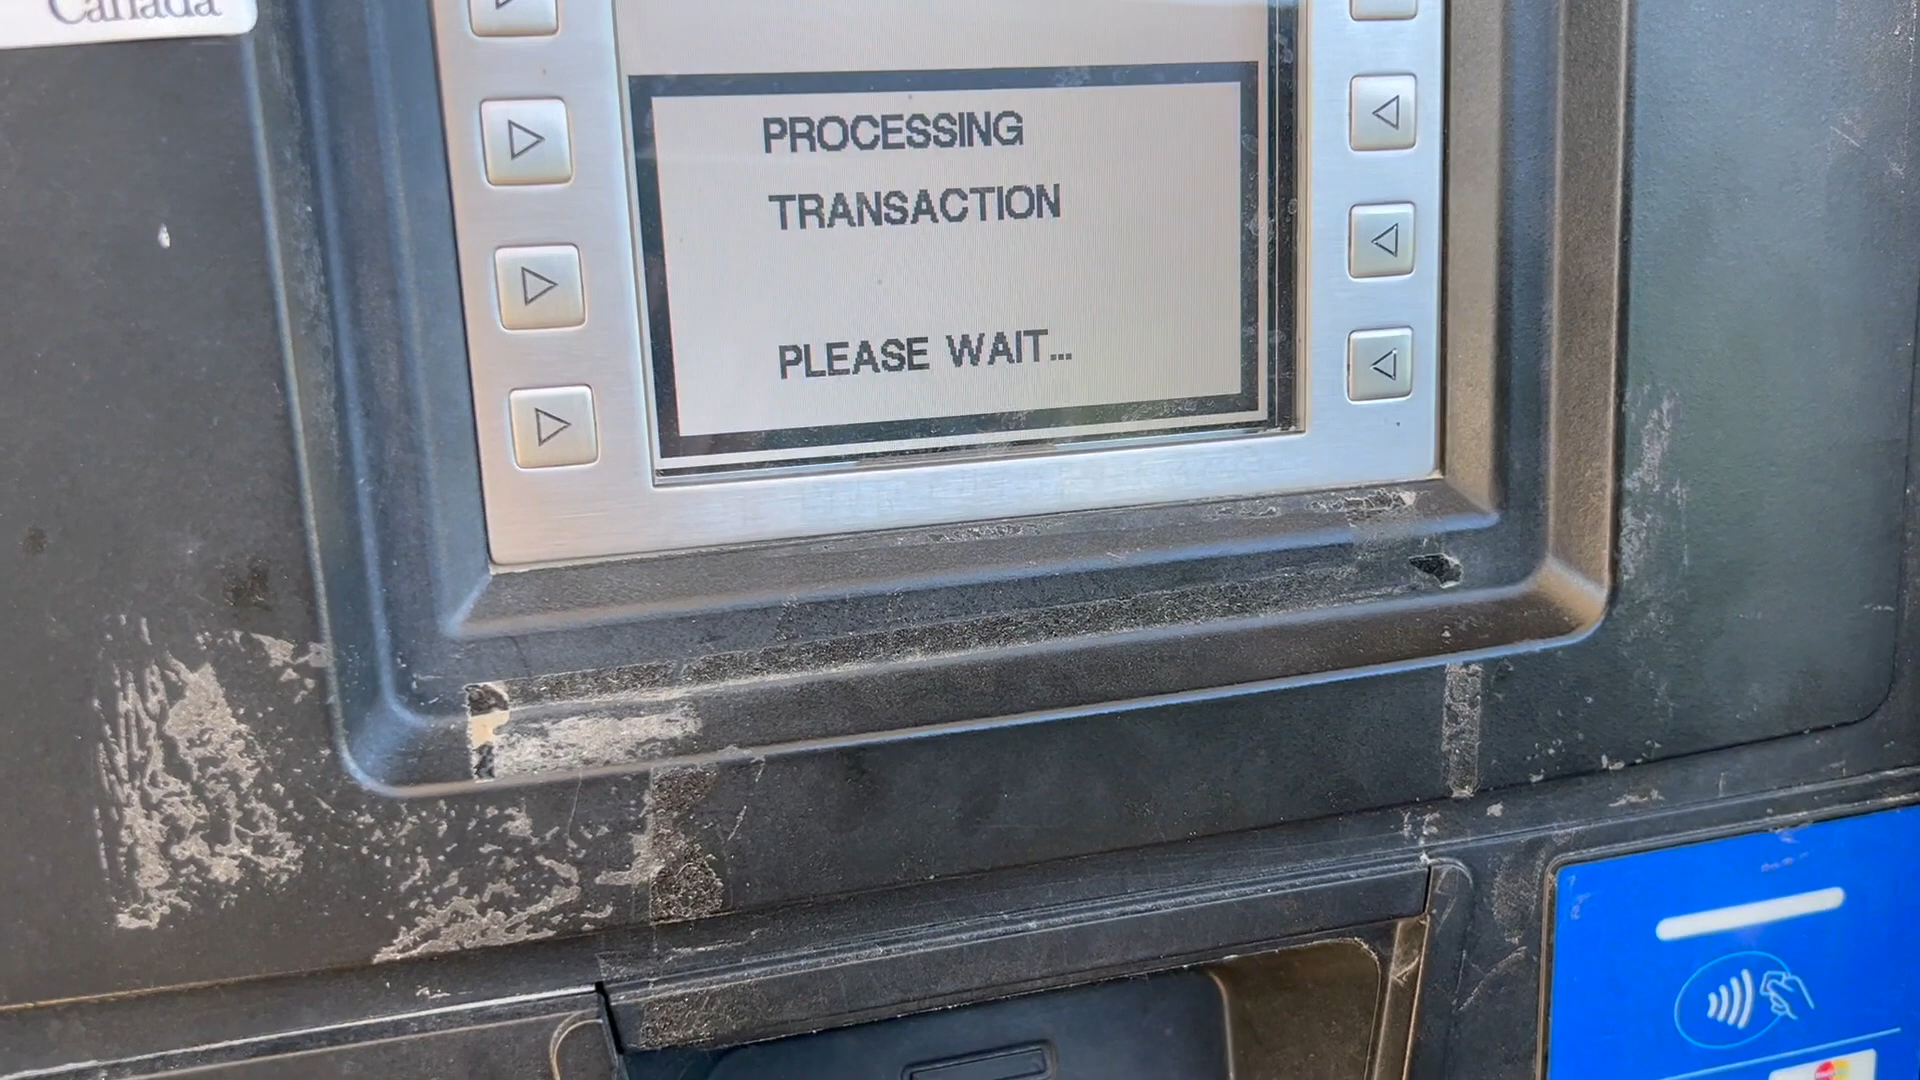 Canada
PROCESSING
TRANSACTION
PLEASE WAIT...